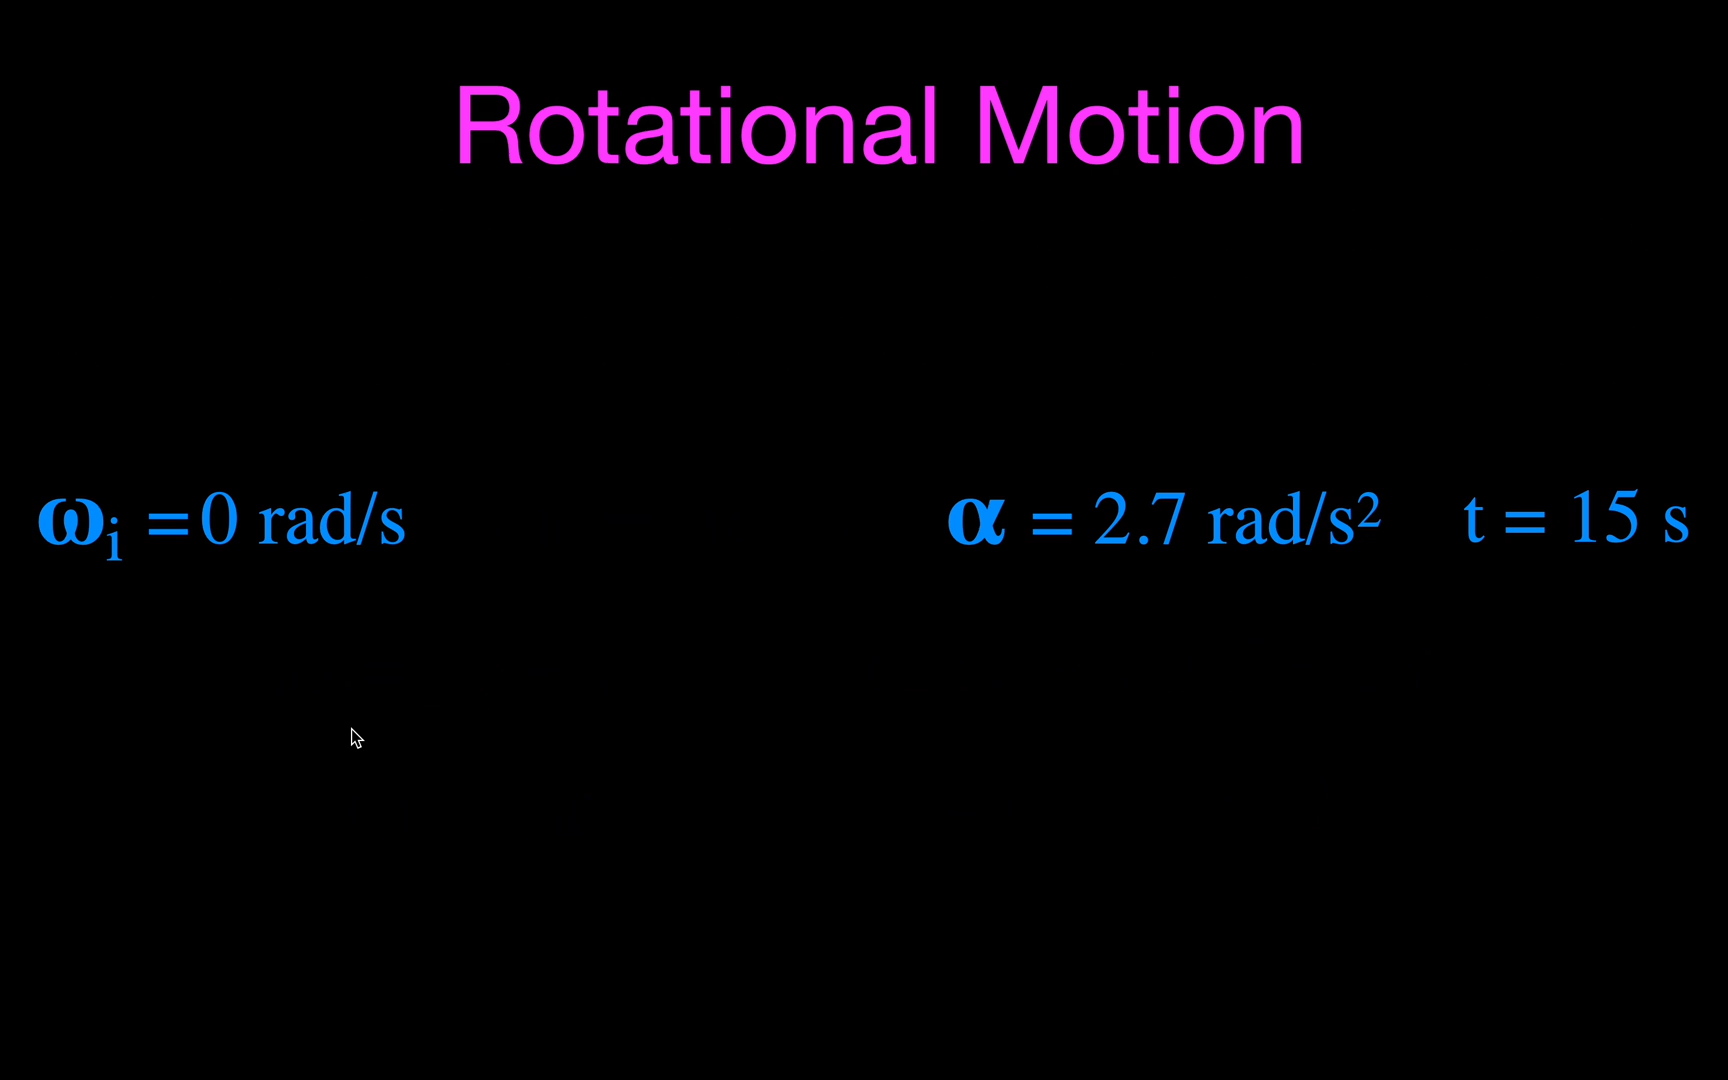 Rotational Motion
ωᵢ = 0 rad/s α = 2.7 rad/s² t = 15 s